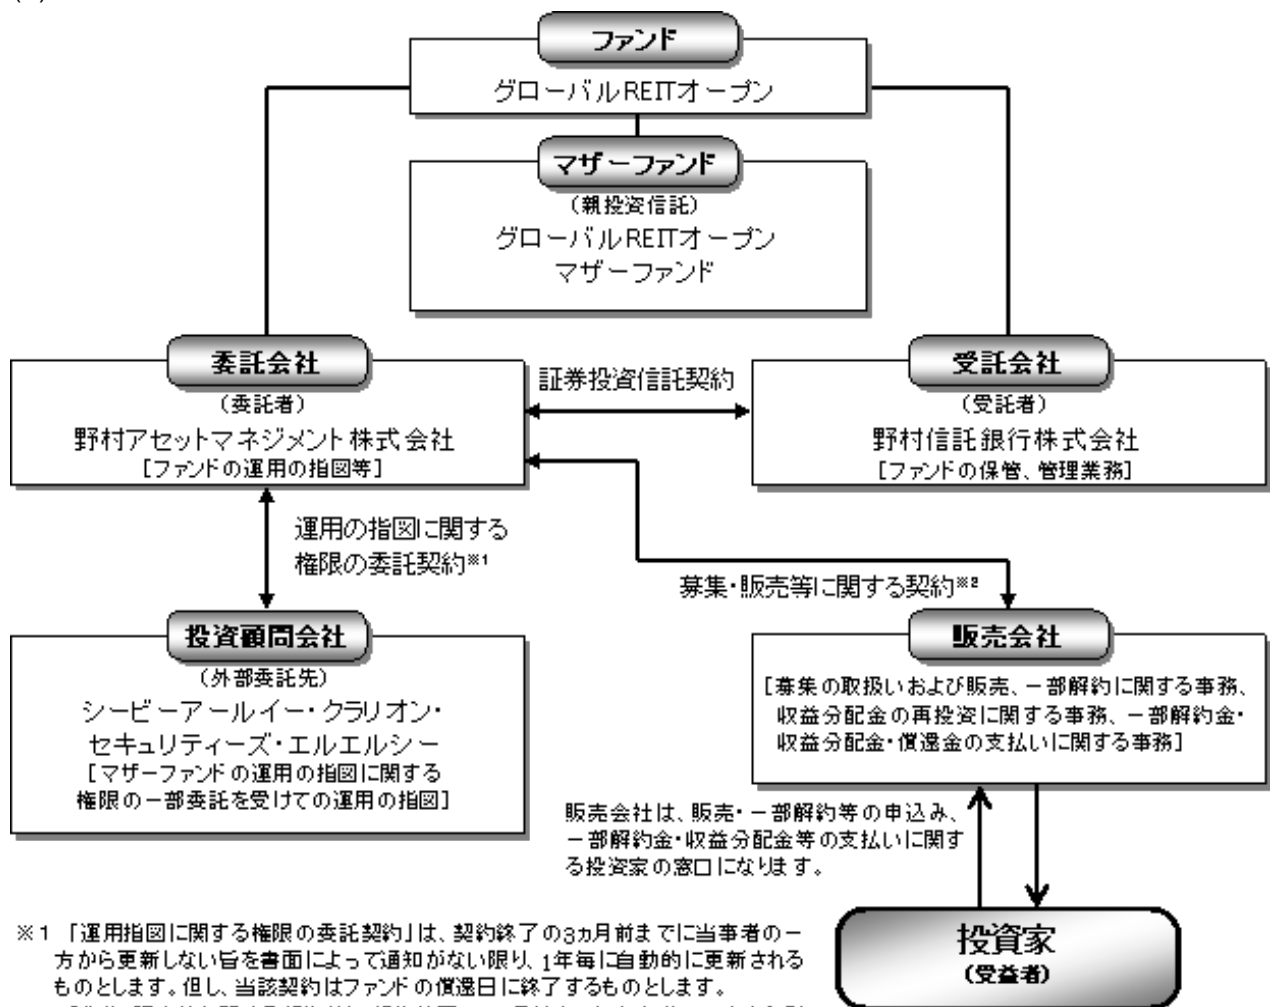 ファンド
グローバルREITオープン
マザーファンド
(親投資信託)
グローバルREITオープン
マザーファンド
委託会社
(委託者)
野村アセットマネジメント株式会社
[ファンドの運用の指図等]
証券投資信託契約
受託会社
(受託者)
野村信託銀行株式会社
[ファンドの保管、管理業務]
運用の指図に関する
権限の委託契約※1
募集・販売等に関する契約※2
投資顧問会社
(外部委託先)
シービーアールイー・クラリオン・
セキュリティーズ・エルエルシー
[マザーファンドの運用の指図に関する
権限の一部委託を受けての運用の指図]
販売会社
[募集の取扱いおよび販売、一部解約に関する事務、
収益分配金の再投資に関する事務、一部解約金・
収益分配金・償還金の支払いに関する事務]
販売会社は、販売・一部解約等の申込み、
一部解約金・収益分配金等の支払いに関す
る投資家の窓口になります。
投資家
(受益者)
※1 「運用指図に関する権限の委託契約」は、契約終了の3ヵ月前までに当事者の一
方から更新しない旨を書面によって通知がない限り、1年毎に自動的に更新される
ものとします。但し、当該契約はファンドの償還日に終了するものとします。